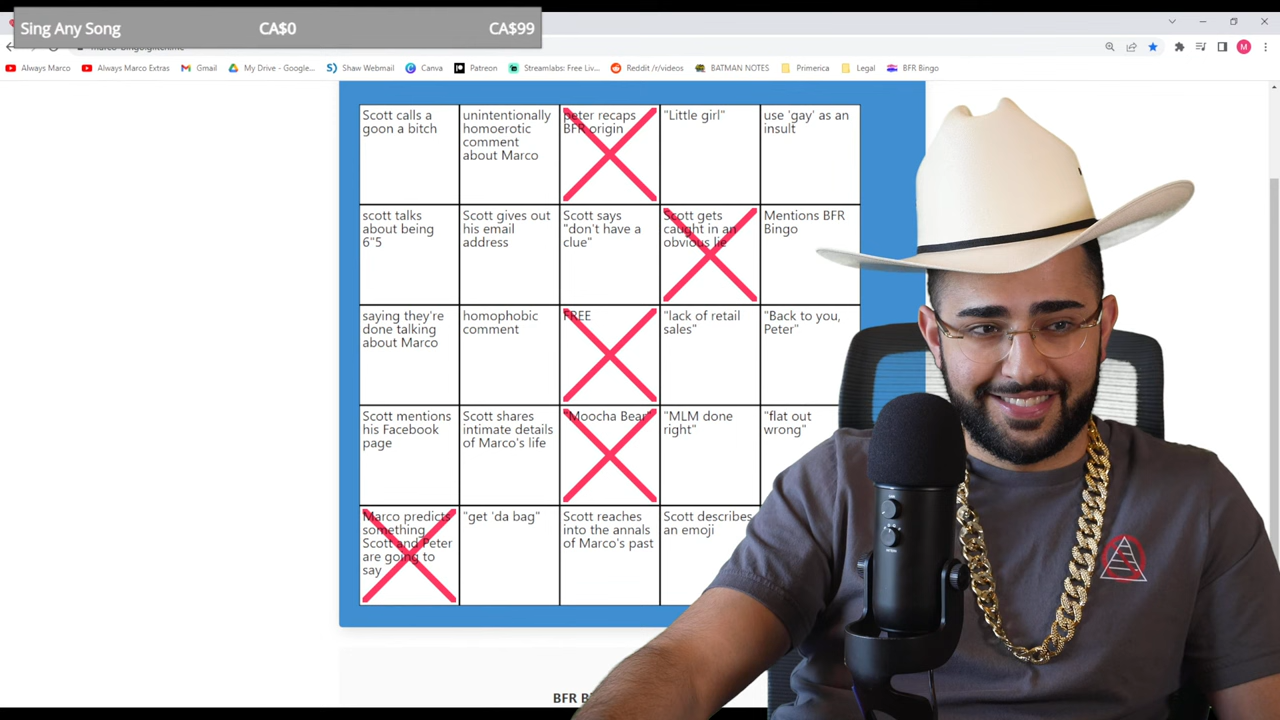 Sing Any Song CA$0 CA$99
Always Marco Always Marco Extras Gmail My Drive - Google... Shaw Webmail Canva Patreon Streamlabs: Free Liv... Reddit /r/videos BATMAN NOTES Primerica Legal BFR Bingo
M
Scott calls a
goon a bitch
unintentionally
homoerotic
comment
about Marco
peter recaps
BFR origin
"Little girl"
use 'gay' as an
insult
scott talks
about being
6"5
Scott gives out
his email
address
Scott says
"don't have a
clue"
Scott gets
caught in an
obvious lie
Mentions BFR
Bingo
saying they're
done talking
about Marco
homophobic
comment
FREE
"lack of retail
sales"
"Back to you,
Peter"
Scott mentions
his Facebook
page
Scott shares
intimate details
of Marco's life
"Moocha Bear"
"MLM done
right"
"flat out
wrong"
Marco predicts
something
Scott and Peter
are going to
say
"get 'da bag"
Scott reaches
into the annals
of Marco's past
Scott describes
an emoji
BFR